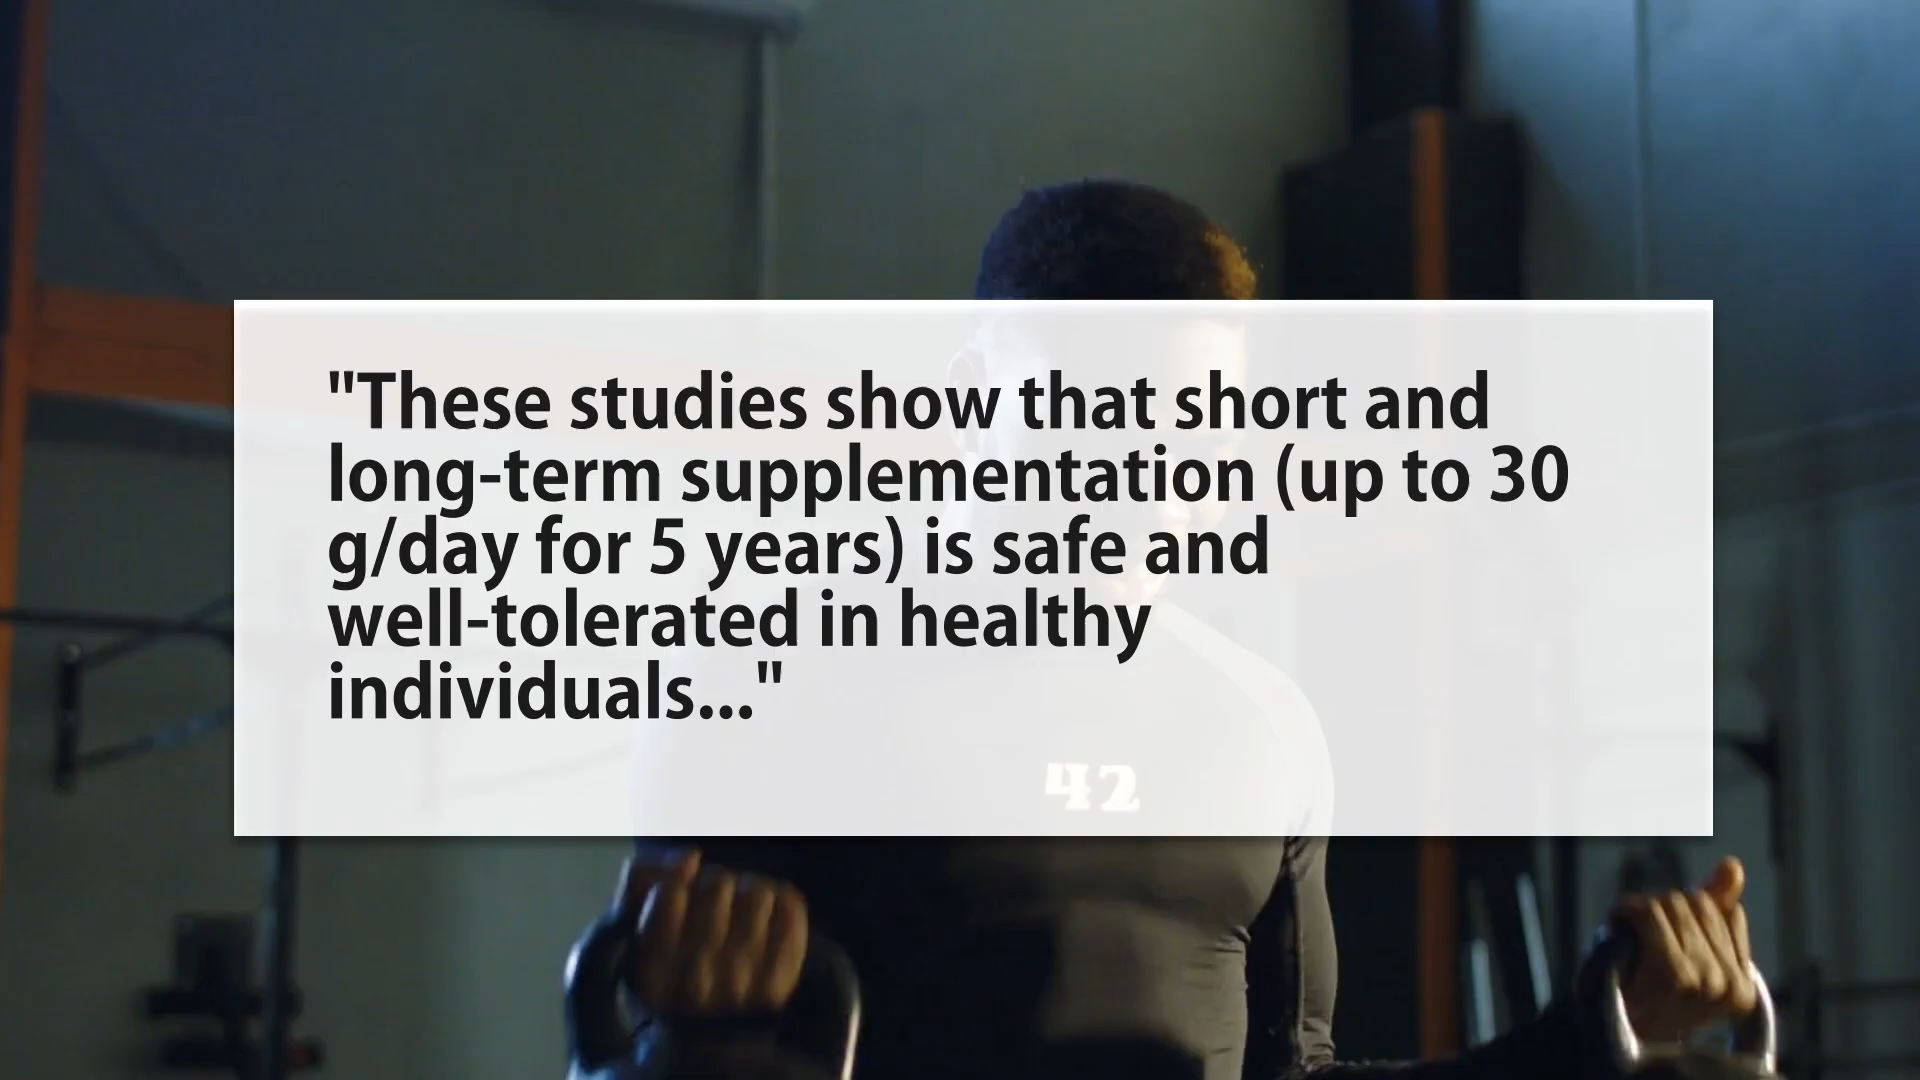 "These studies show that short and
long-term supplementation (up to 30
g/day for 5 years) is safe and
well-tolerated in healthy
individuals..."
42